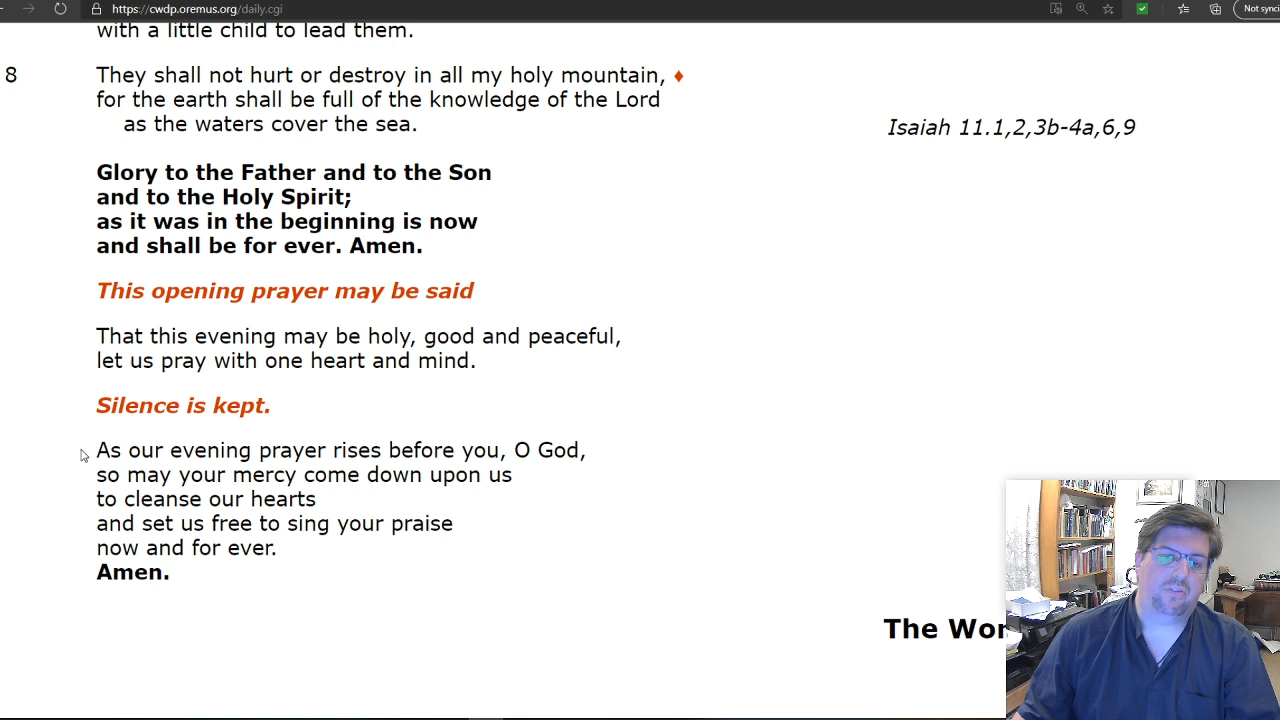 https://cwdp.oremus.org/daily.cgi
Not synci
with a little child to lead them.
8 They shall not hurt or destroy in all my holy mountain, ♦
for the earth shall be full of the knowledge of the Lord
as the waters cover the sea.
Isaiah 11.1,2,3b-4a,6,9
Glory to the Father and to the Son
and to the Holy Spirit;
as it was in the beginning is now
and shall be for ever. Amen.
This opening prayer may be said
That this evening may be holy, good and peaceful,
let us pray with one heart and mind.
Silence is kept.
As our evening prayer rises before you, O God,
so may your mercy come down upon us
to cleanse our hearts
and set us free to sing your praise
now and for ever.
Amen.
The Wor